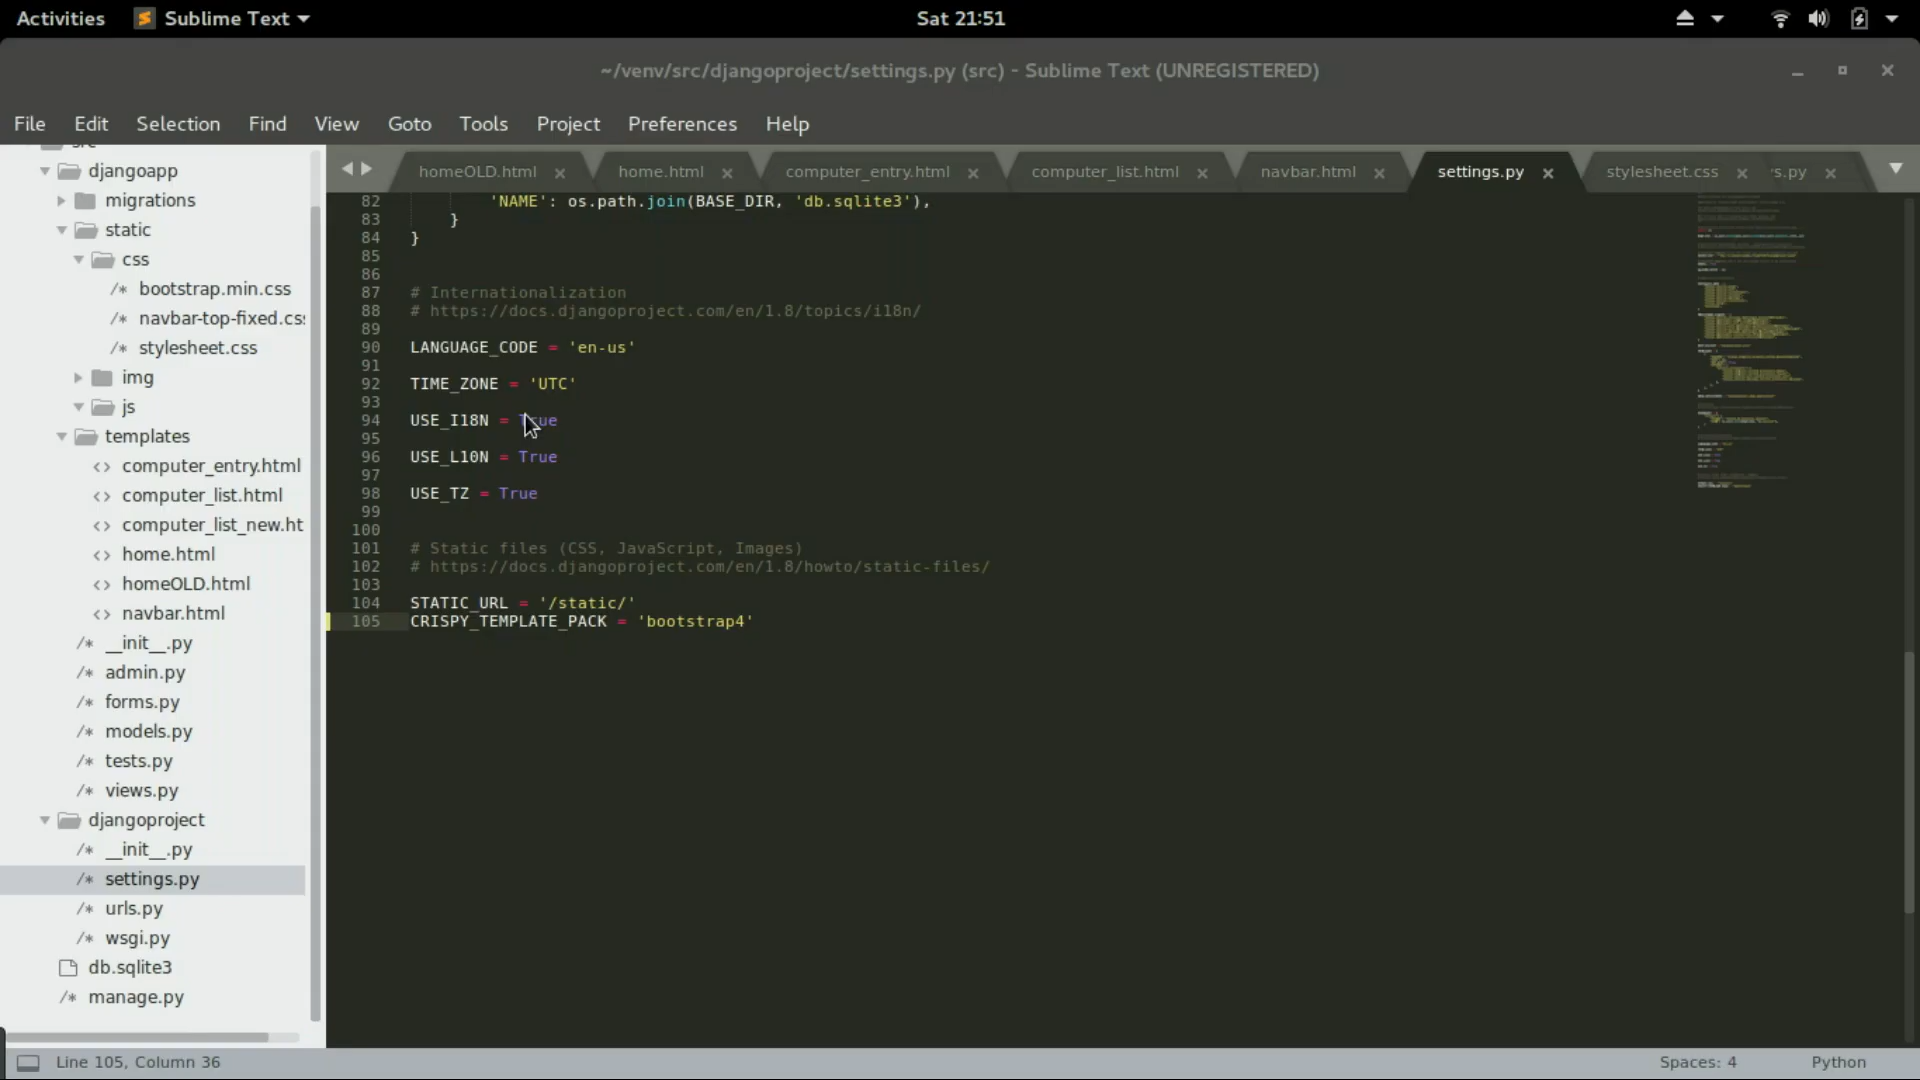 Activities
Sublime Text
Sat 21:51
~/venv/src/djangoproject/settings.py (src) - Sublime Text (UNREGISTERED)
File Edit Selection Find View Goto Tools Project Preferences Help
src
djangoapp
migrations
static
css
/* bootstrap.min.css
/* navbar-top-fixed.cs
/* stylesheet.css
img
js
templates
<> computer_entry.html
<> computer_list.html
<> computer_list_new.ht
<> home.html
<> homeOLD.html
<> navbar.html
/* __init__.py
/* admin.py
/* forms.py
/* models.py
/* tests.py
/* views.py
djangoproject
/* __init__.py
/* settings.py
/* urls.py
/* wsgi.py
db.sqlite3
/* manage.py
homeOLD.html home.html computer_entry.html computer_list.html navbar.html settings.py stylesheet.css s.py
82 'NAME': os.path.join(BASE_DIR, 'db.sqlite3'),
83 }
84 }
85
86
87 # Internationalization
88 # https://docs.djangoproject.com/en/1.8/topics/i18n/
89
90 LANGUAGE_CODE = 'en-us'
91
92 TIME_ZONE = 'UTC'
93
94 USE_I18N = True
95
96 USE_L10N = True
97
98 USE_TZ = True
99
100
101 # Static files (CSS, JavaScript, Images)
102 # https://docs.djangoproject.com/en/1.8/howto/static-files/
103
104 STATIC_URL = '/static/'
105 CRISPY_TEMPLATE_PACK = 'bootstrap4'
Line 105, Column 36
Spaces: 4
Python